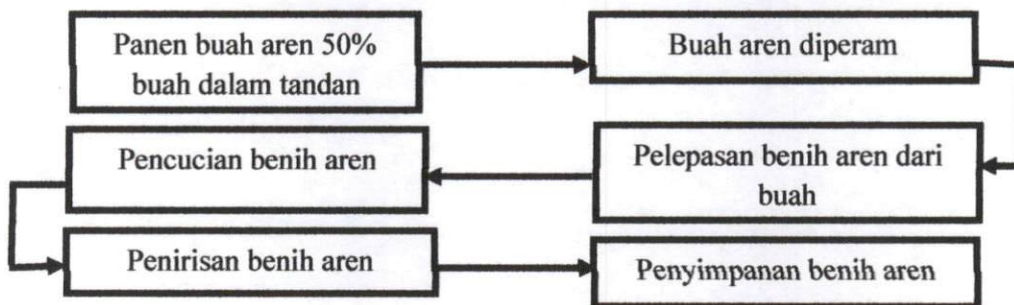 Panen buah aren 50%
buah dalam tandan
Buah aren diperam
Pelepasan benih aren dari
buah
Pencucian benih aren
Penirisan benih aren
Penyimpanan benih aren